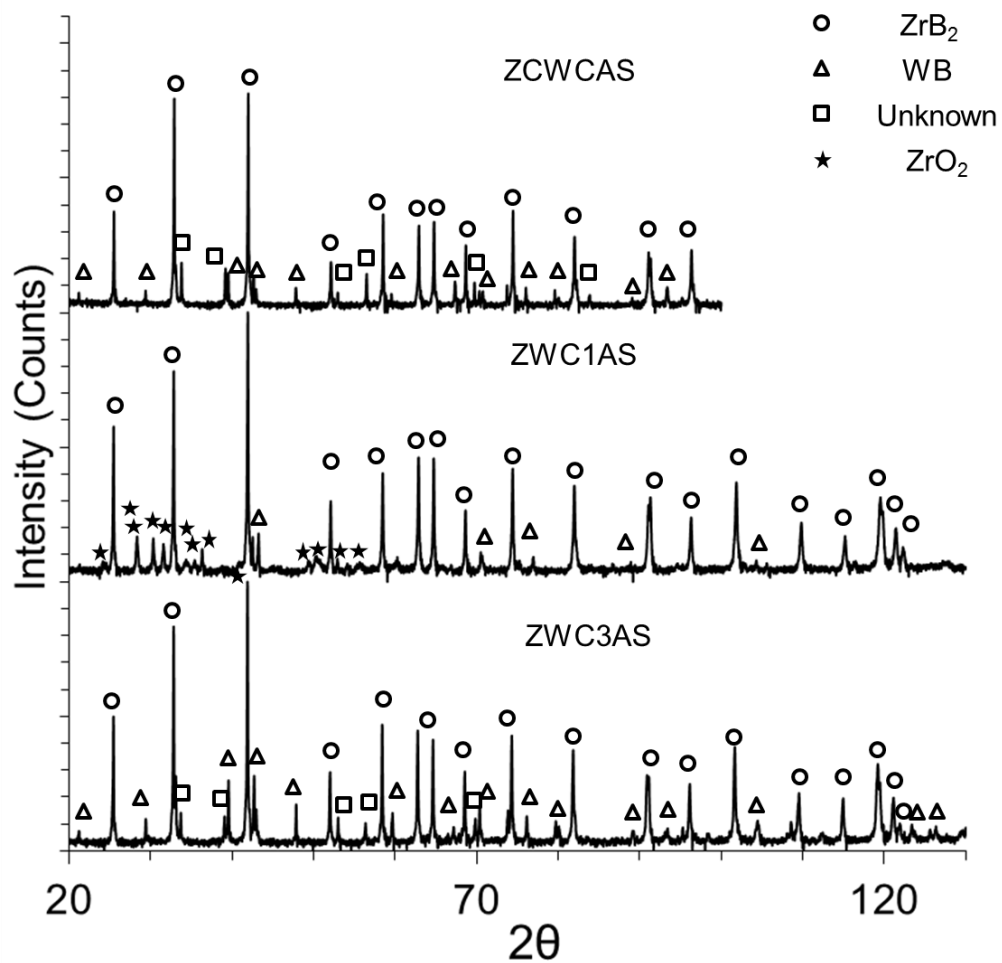 ZrB₂
ZCWCAS
WB
Unknown
ZrO₂
ZWC1AS
Intensity (Counts)
ZWC3AS
20
70
120
2θ